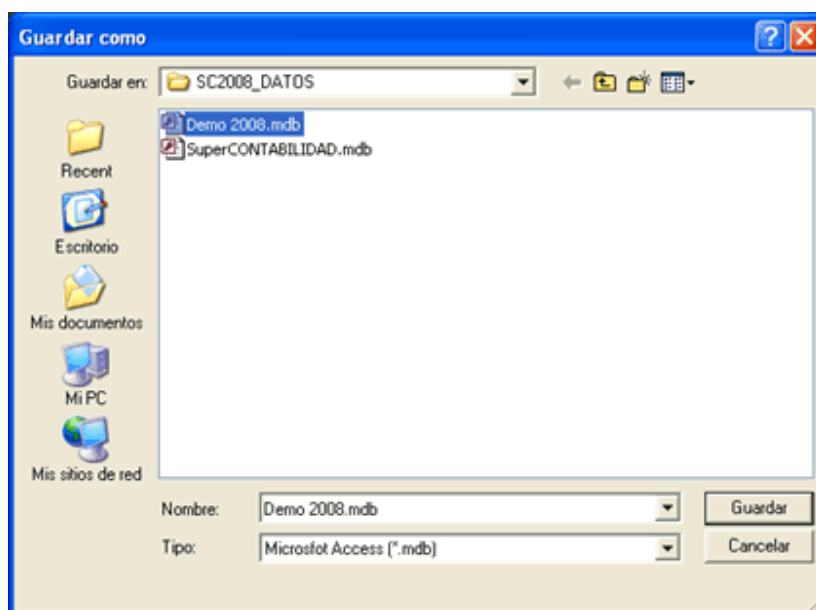 Guardar como
Guardar en:
SC2008_DATOS
Demo 2008.mdb
SuperCONTABILIDAD.mdb
Recent
Escritorio
Mis documentos
Mi PC
Mis sitios de red
Nombre:
Demo 2008.mdb
Guardar
Tipo:
Microsfot Access (*.mdb)
Cancelar